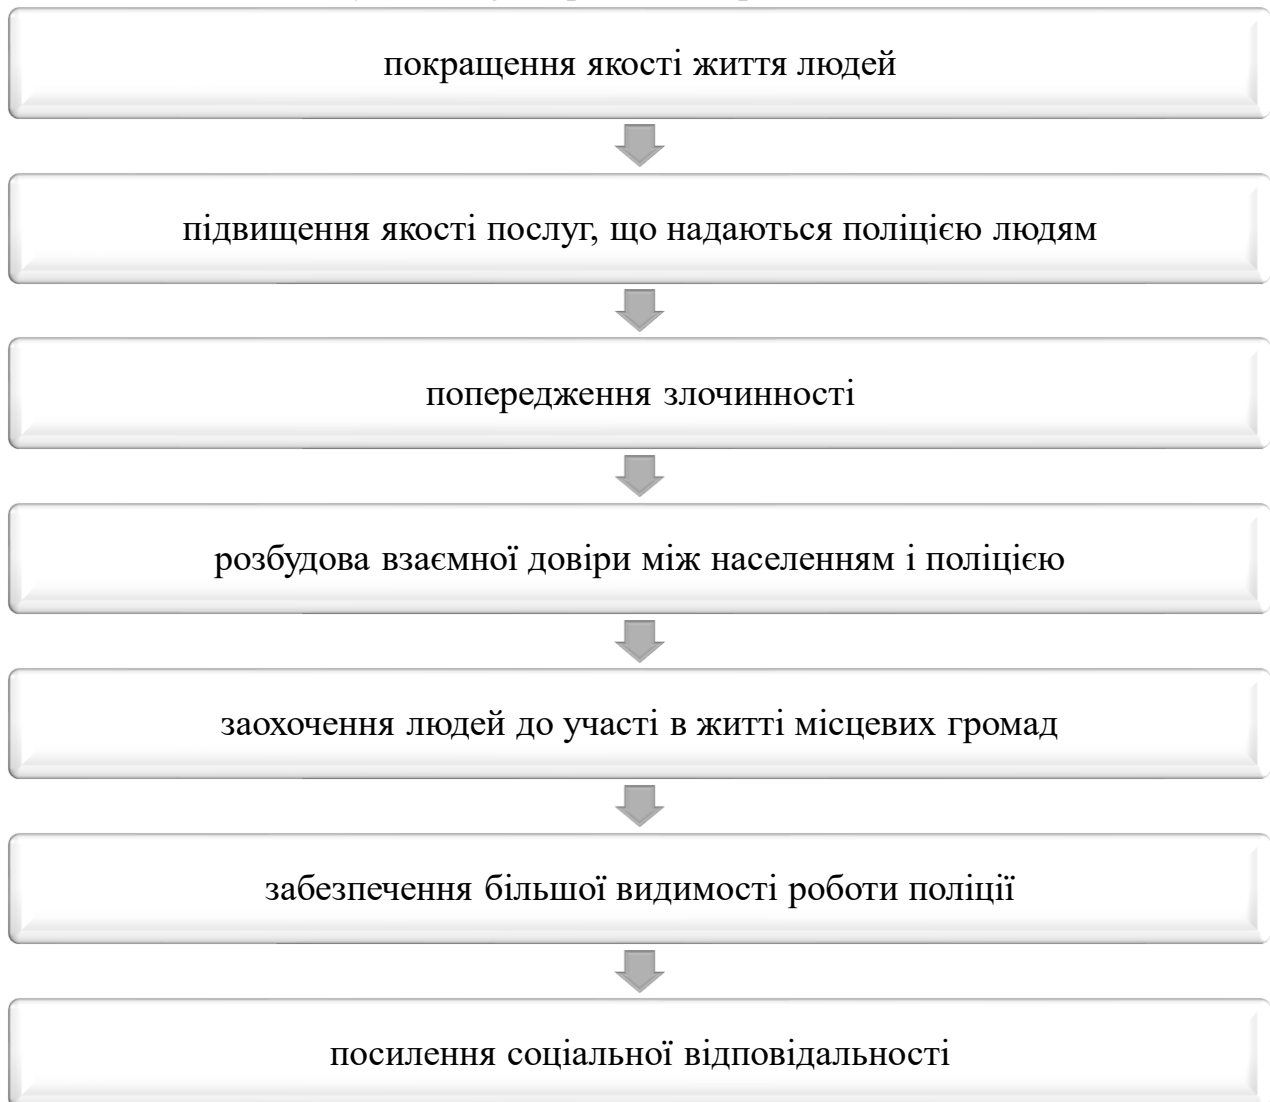 покращення якості життя людей
підвищення якості послуг, що надаються поліцією людям
попередження злочинності
розбудова взаємної довіри між населенням і поліцією
заохочення людей до участі в житті місцевих громад
забезпечення більшої видимості роботи поліції
посилення соціальної відповідальності